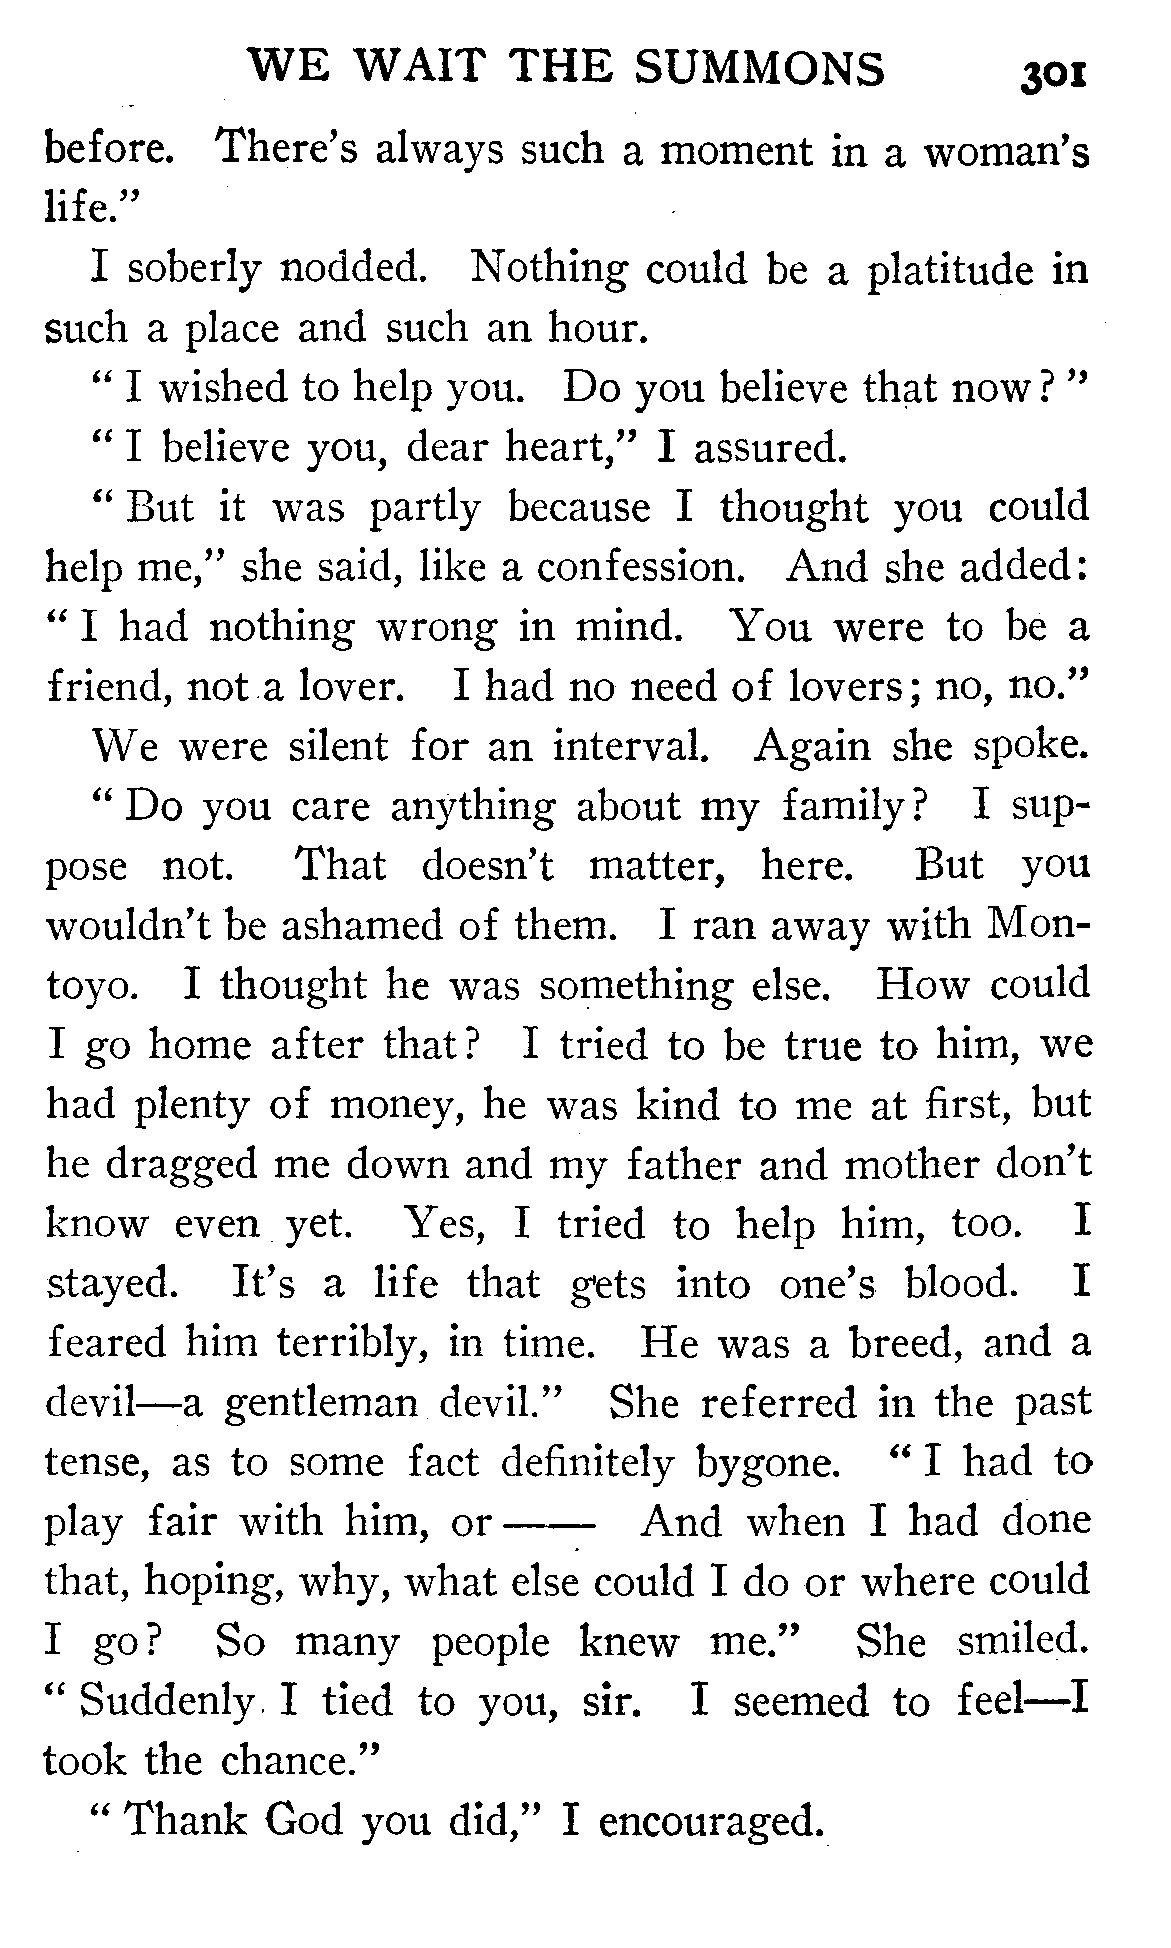 WE WAIT THE SUMMONS 301
before. There's always such a moment in a woman's
life."
I soberly nodded. Nothing could be a platitude in
such a place and such an hour.
" I wished to help you. Do you believe that now? "
" I believe you, dear heart," I assured.
" But it was partly because I thought you could
help me," she said, like a confession. And she added:
" I had nothing wrong in mind. You were to be a
friend, not a lover. I had no need of lovers; no, no."
We were silent for an interval. Again she spoke.
" Do you care anything about my family? I sup-
pose not. That doesn't matter, here. But you
wouldn't be ashamed of them. I ran away with Mon-
toyo. I thought he was something else. How could
I go home after that? I tried to be true to him, we
had plenty of money, he was kind to me at first, but
he dragged me down and my father and mother don't
know even yet. Yes, I tried to help him, too. I
stayed. It's a life that gets into one's blood. I
feared him terribly, in time. He was a breed, and a
devil—a gentleman devil." She referred in the past
tense, as to some fact definitely bygone. " I had to
play fair with him, or —— And when I had done
that, hoping, why, what else could I do or where could
I go? So many people knew me." She smiled.
" Suddenly I tied to you, sir. I seemed to feel—I
took the chance."
" Thank God you did," I encouraged.